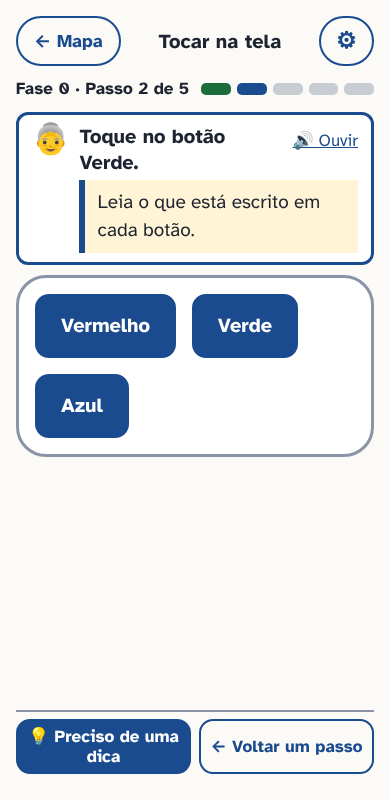 ← Mapa
Tocar na tela
Fase 0 · Passo 2 de 5
Toque no botão
Verde.
Ouvir
Leia o que está escrito em
cada botão.
Vermelho
Verde
Azul
Preciso de uma
dica
← Voltar um passo